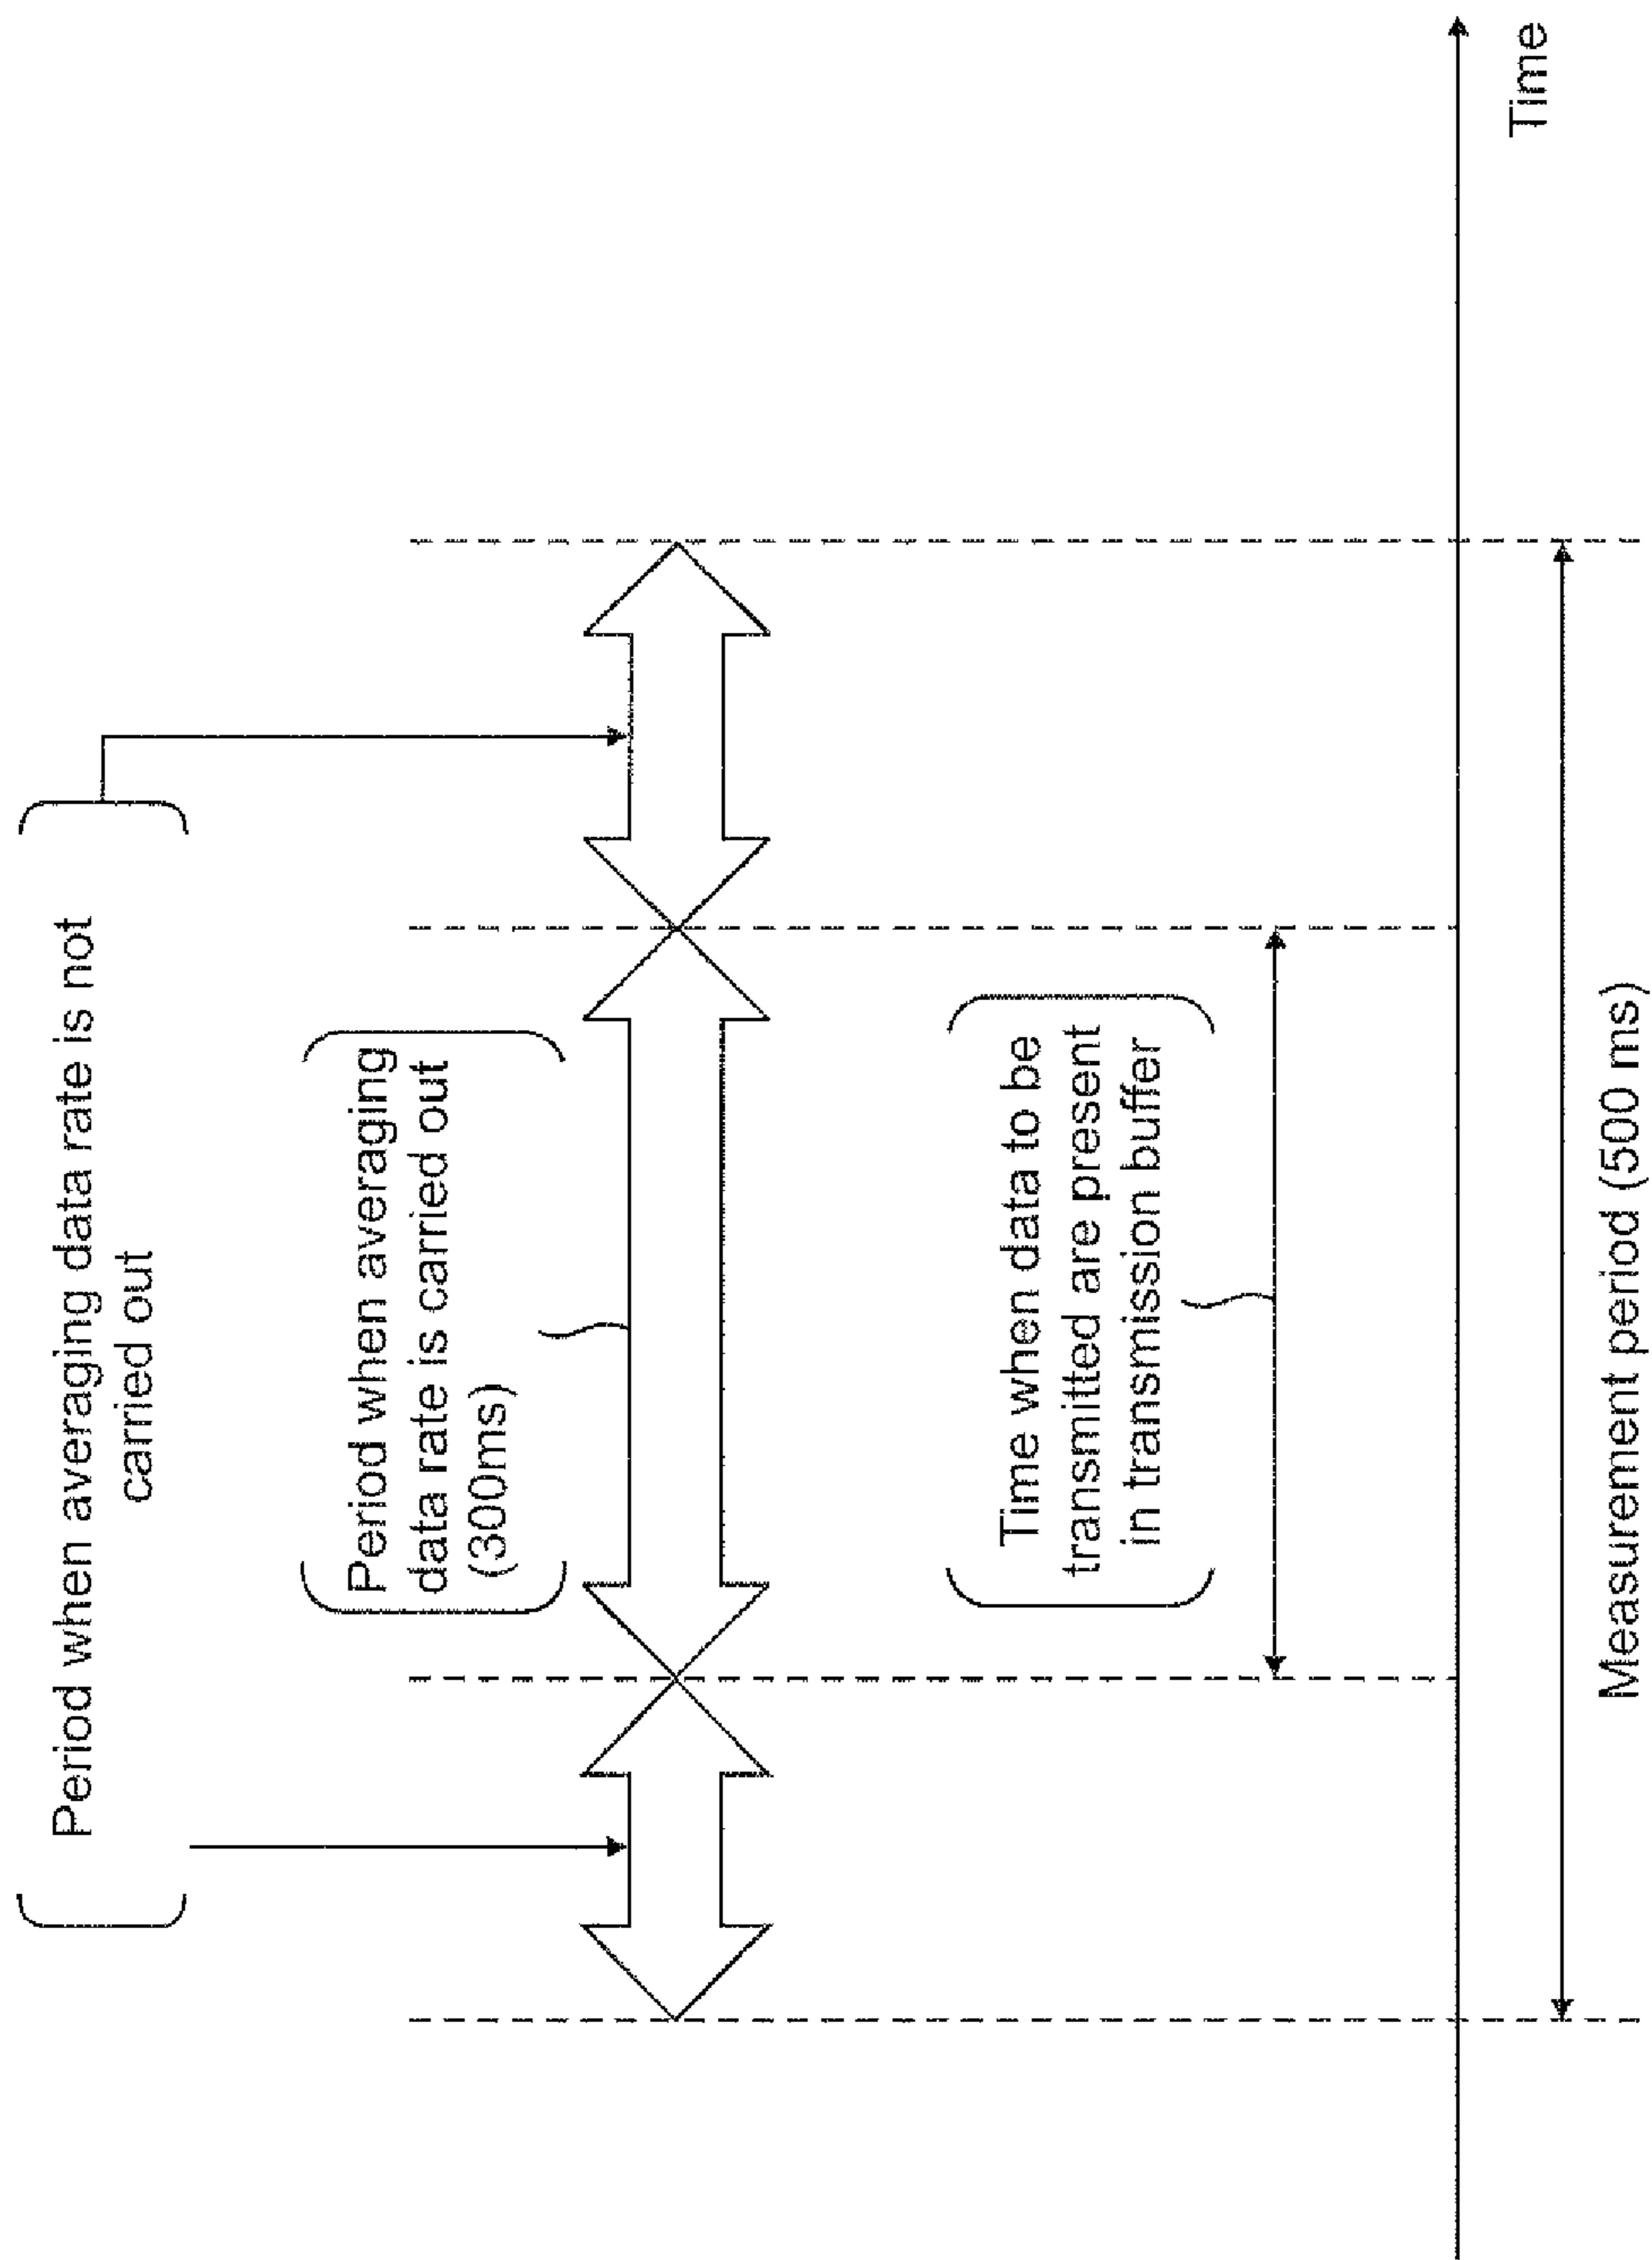 Period when averaging data rate is not
carried out
Period when averaging
data rate is carried out
(300ms)
Time when data to be
transmitted are present
in transmission buffer
Time
Measurement period (500 ms)